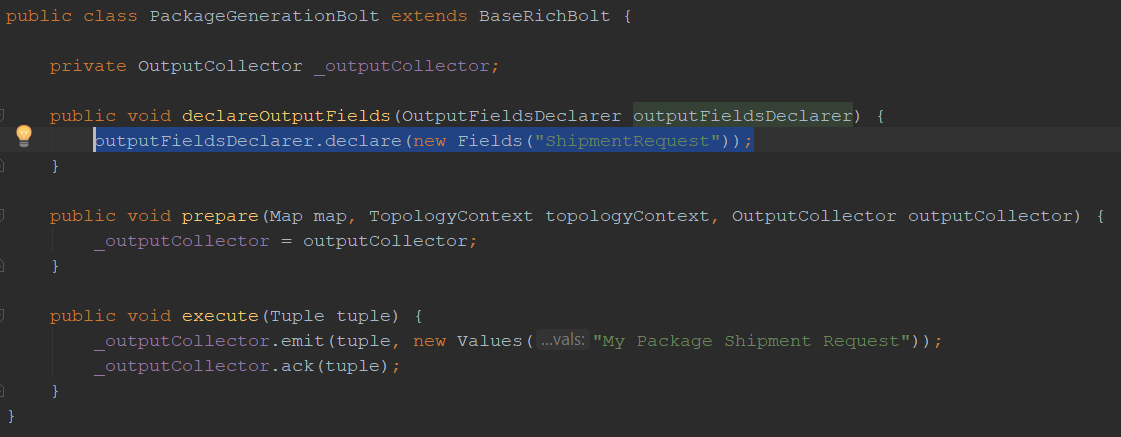 public class PackageGenerationBolt extends BaseRichBolt {
private OutputCollector _outputCollector;
public void declareOutputFields(OutputFieldsDeclarer outputFieldsDeclarer) {
outputFieldsDeclarer.declare(new Fields("ShipmentRequest"));
}
public void prepare(Map map, TopologyContext topologyContext, OutputCollector outputCollector) {
_outputCollector = outputCollector;
}
public void execute(Tuple tuple) {
_outputCollector.emit(tuple, new Values( ...vals: "My Package Shipment Request"));
_outputCollector.ack(tuple);
}
}